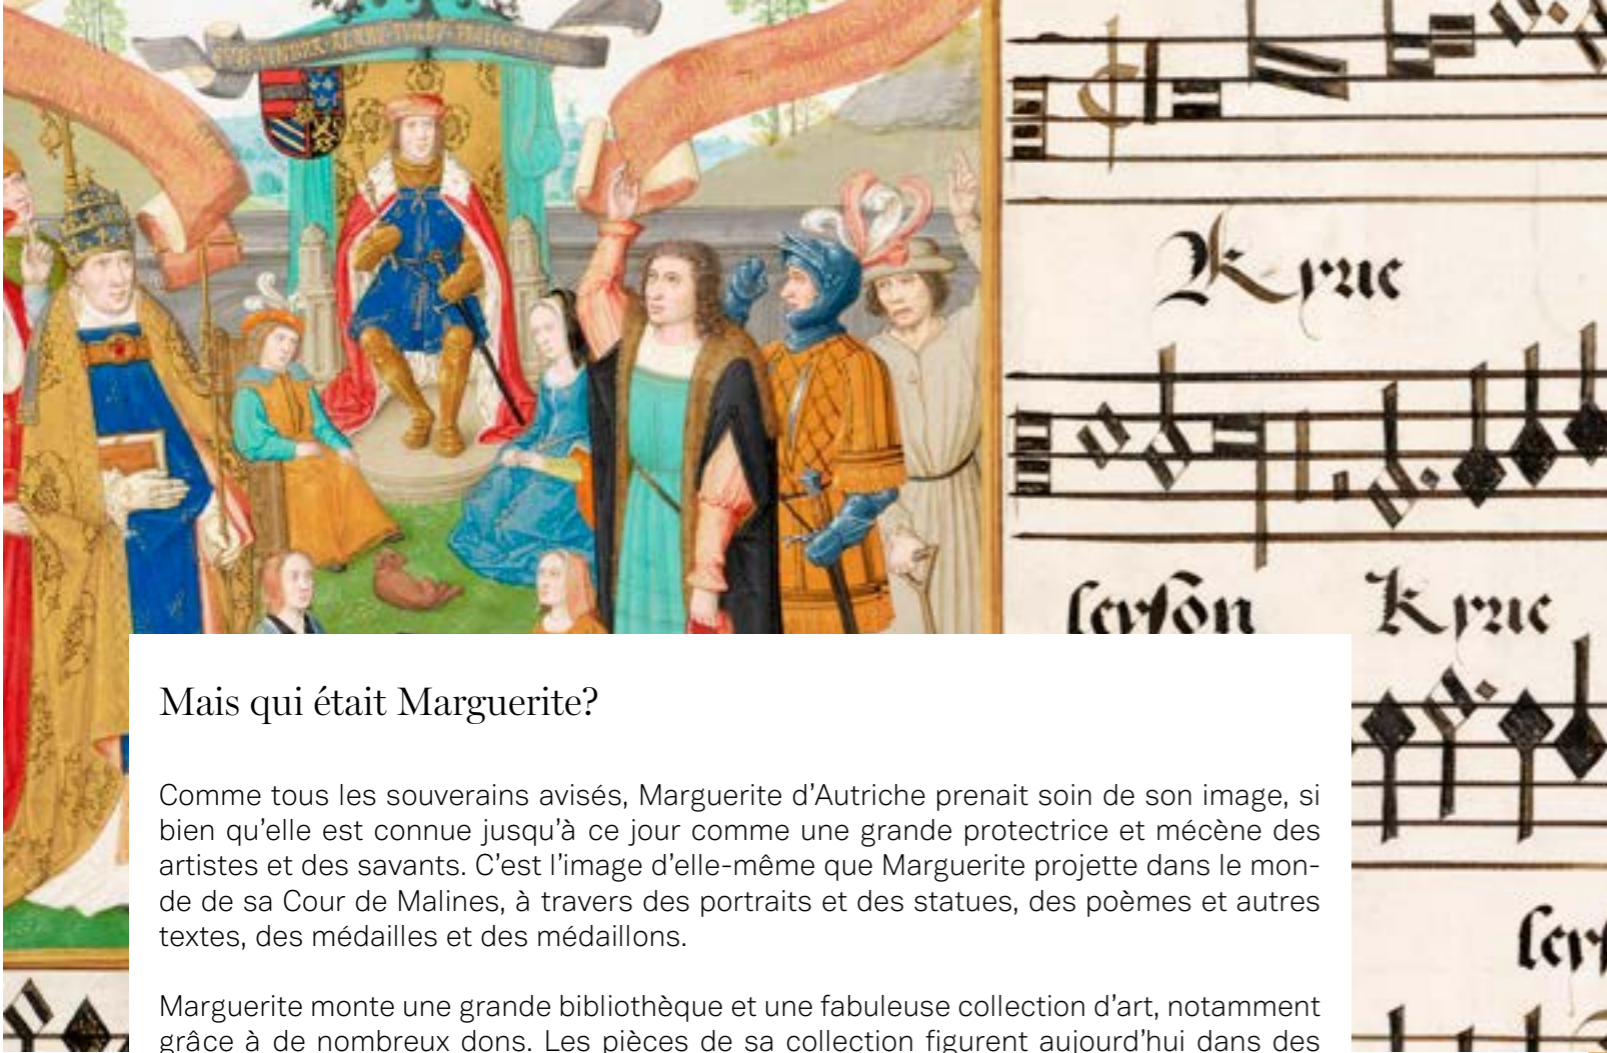 Kyrie
leyson Kyrie
Mais qui était Marguerite?
Comme tous les souverains avisés, Marguerite d’Autriche prenait soin de son image, si
bien qu’elle est connue jusqu’à ce jour comme une grande protectrice et mécène des
artistes et des savants. C’est l’image d’elle-même que Marguerite projette dans le mon-
de de sa Cour de Malines, à travers des portraits et des statues, des poèmes et autres
textes, des médailles et des médaillons.
Marguerite monte une grande bibliothèque et une fabuleuse collection d’art, notamment
grâce à de nombreux dons. Les pièces de sa collection figurent aujourd’hui dans des